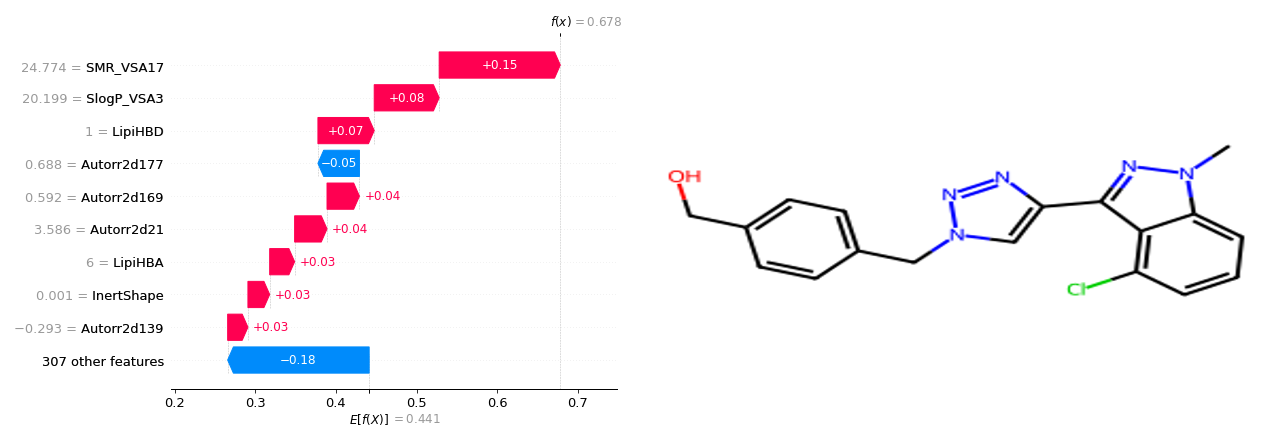 f(x) = 0.678
24.774 = SMR_VSA17
+0.15
20.199 = SlogP_VSA3
+0.08
1 = LipiHBD
+0.07
0.688 = Autorr2d177
−0.05
0.592 = Autorr2d169
+0.04
3.586 = Autorr2d21
+0.04
6 = LipiHBA
+0.03
0.001 = InertShape
+0.03
−0.293 = Autorr2d139
+0.03
307 other features
−0.18
0.2 0.3 0.4 0.5 0.6 0.7
E[f(X)] = 0.441
OH
N
N
N
N
N
Cl